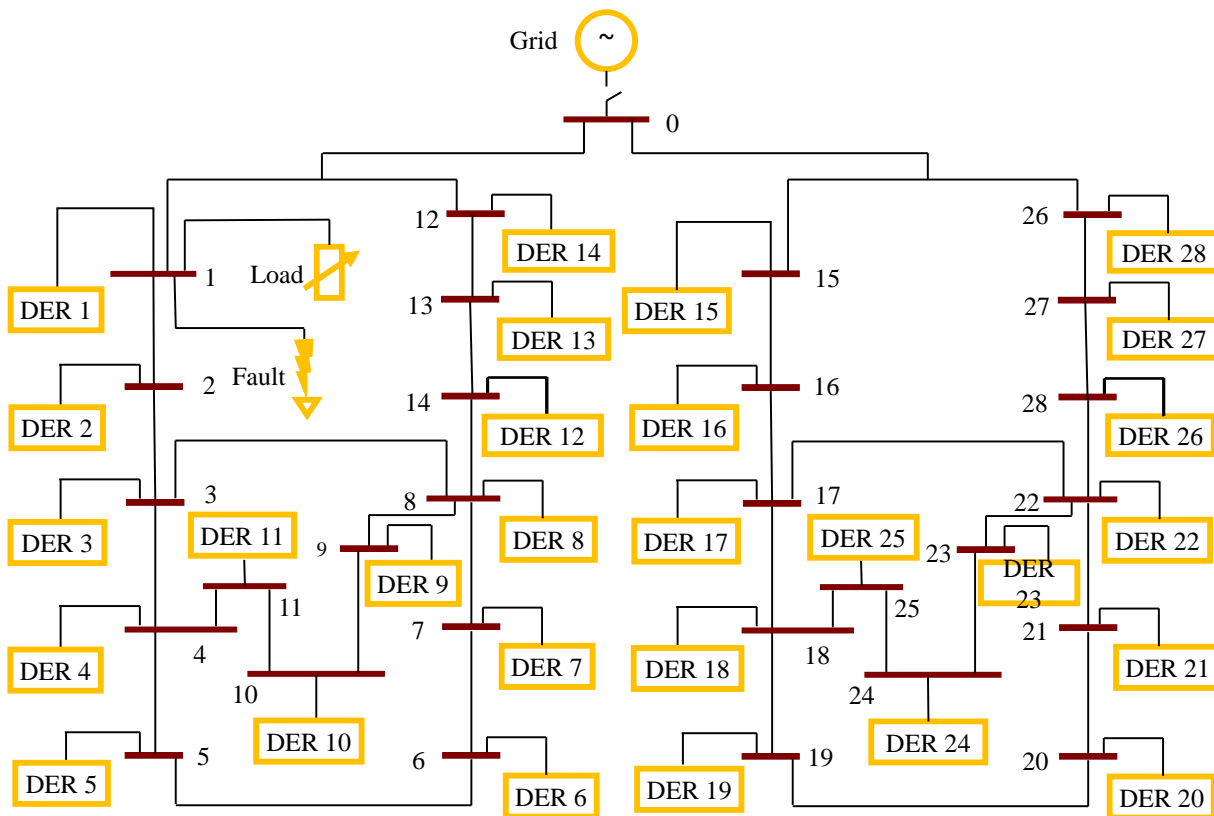 Grid
~
0
12
DER 14
26
DER 28
1
Load
DER 1
13
DER 13
15
DER 15
27
DER 27
2
Fault
DER 2
14
DER 12
16
DER 16
28
DER 26
3
DER 3
DER 11
8
9
DER 8
DER 9
17
DER 17
DER 25
22
23
DER 22
DER
23
11
25
4
DER 4
7
DER 7
18
DER 18
21
DER 21
10
DER 10
24
DER 24
5
DER 5
6
DER 6
19
DER 19
20
DER 20